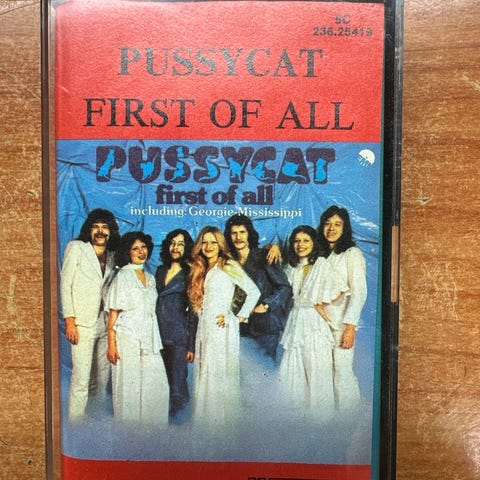 5C
236.25419
PUSSYCAT
FIRST OF ALL
PUSSYCAT
first of all
including: Georgie-Mississippi